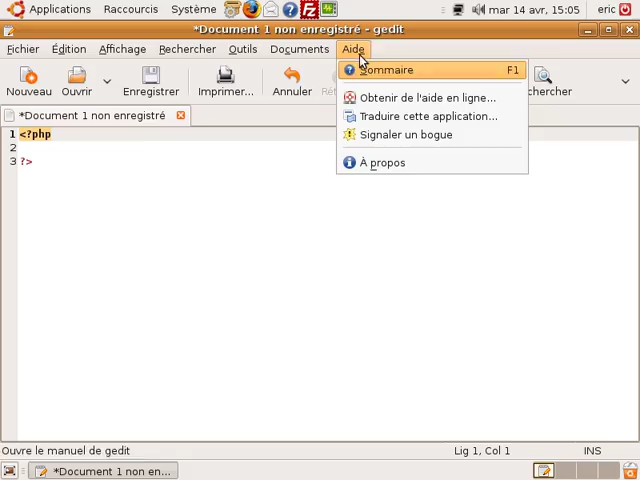 Applications Raccourcis Système mar 14 avr, 15:05 eric
*Document 1 non enregistré - gedit
Fichier Édition Affichage Rechercher Outils Documents Aide
Nouveau Ouvrir Enregistrer Imprimer... Annuler
*Document 1 non enregistré
Sommaire F1
Obtenir de l'aide en ligne...
Traduire cette application...
Signaler un bogue
À propos
1 <?php
2
3 ?>
Ouvre le manuel de gedit Lig 1, Col 1 INS
*Document 1 non en...